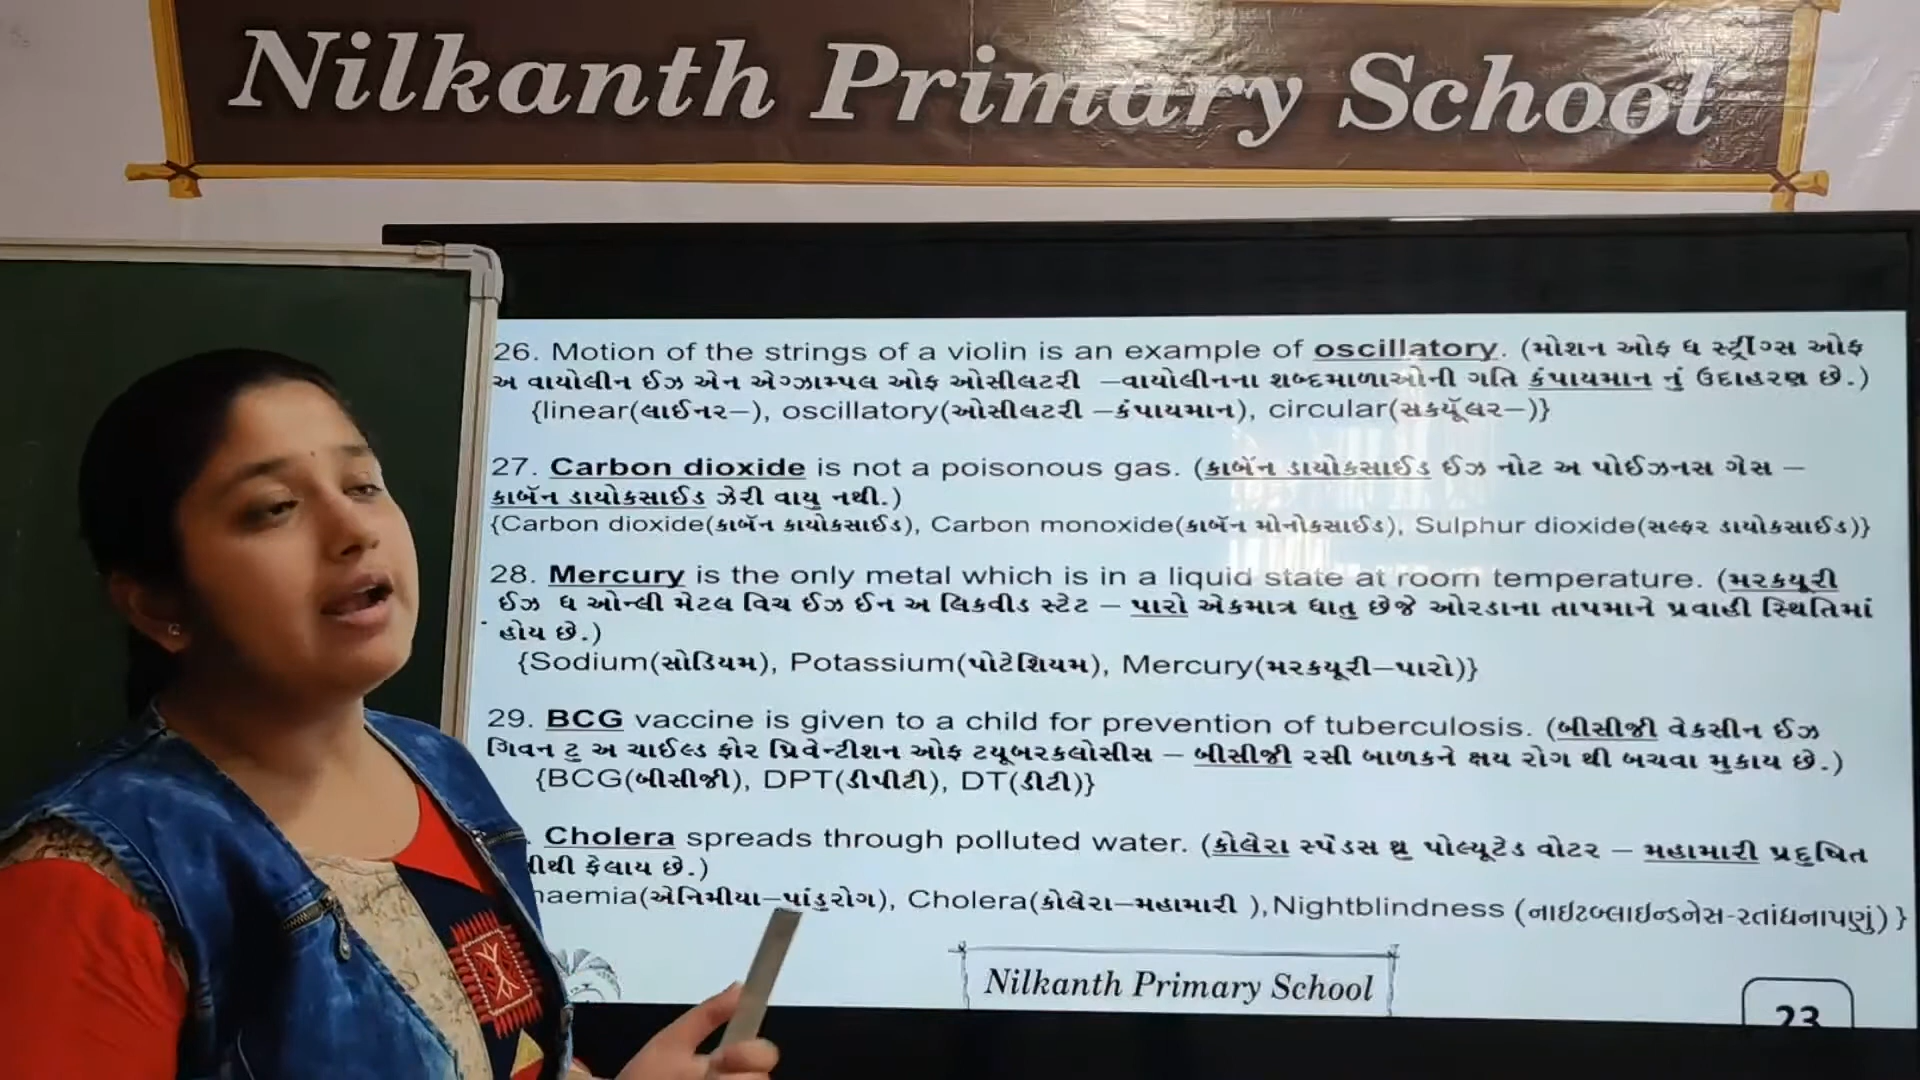 Nilkanth Primary School
26. Motion of the strings of a violin is an example of oscillatory. (મોશન ઓફ ધ સ્ટ્રીંગ્સ ઓફ
અ વાયોલીન ઈઝ એન એગ્ઝામ્પલ ઓફ ઓસીલટરી –વાયોલીનના શબ્દમાળાઓની ગતિ કંપાયમાન નું ઉદાહરણ છે.)
{linear(લાઈનર–), oscillatory(ઓસીલટરી –કંપાયમાન), circular(સકર્યૂલર–)}
27. Carbon dioxide is not a poisonous gas. (કાર્બન ડાયોકસાઈડ ઈઝ નોટ અ પોઈઝનસ ગેસ –
કાર્બન ડાયોકસાઈડ ઝેરી વાયુ નથી.)
{Carbon dioxide(કાર્બન કાયોકસાઈડ), Carbon monoxide(કાર્બન મોનોકસાઈડ), Sulphur dioxide(સલ્ફર ડાયોકસાઈડ)}
28. Mercury is the only metal which is in a liquid state at room temperature. (મરકયૂરી
ઈઝ ધ ઓન્લી મેટલ વિચ ઈઝ ઈન અ લિકવીડ સ્ટેટ – પારો એકમાત્ર ધાતુ છેજે ઓરડાના તાપમાને પ્રવાહી સ્થિતિમાં
હોય છે.)
{Sodium(સોડિયમ), Potassium(પોટેશિયમ), Mercury(મરકયૂરી–પારો)}
29. BCG vaccine is given to a child for prevention of tuberculosis. (બીસીજી વેકસીન ઈઝ
ગિવન ટુ અ ચાઈલ્ડ ફોર પ્રિવેન્ટીશન ઓફ ટયૂબરકલોસીસ – બીસીજી રસી બાળકને ક્ષય રોગ થી બચવા મુકાય છે.)
{BCG(બીસીજી), DPT(ડીપીટી), DT(ડીટી)}
. Cholera spreads through polluted water. (કોલેરા સ્પ્રેડસ થ્રુ પોલ્યૂટેડ વોટર – મહામારી પ્રદુષિત
ીથી ફેલાય છે.)
naemia(એનિમીયા–પાંડુરોગ), Cholera(કોલેરા–મહામારી ),Nightblindness (નાઈટબ્લાઈન્ડનેસ-રતાંધનાપણું) }
Nilkanth Primary School
23